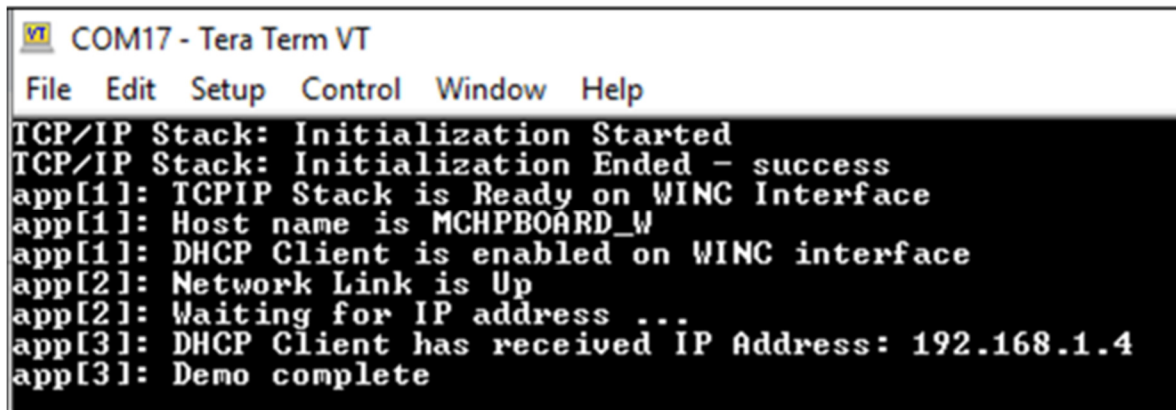 VT COM17 - Tera Term VT
File Edit Setup Control Window Help
TCP/IP Stack: Initialization Started
TCP/IP Stack: Initialization Ended - success
app[1]: TCPIP Stack is Ready on WINC Interface
app[1]: Host name is MCHPBOARD_W
app[1]: DHCP Client is enabled on WINC interface
app[2]: Network Link is Up
app[2]: Waiting for IP address ...
app[3]: DHCP Client has received IP Address: 192.168.1.4
app[3]: Demo complete